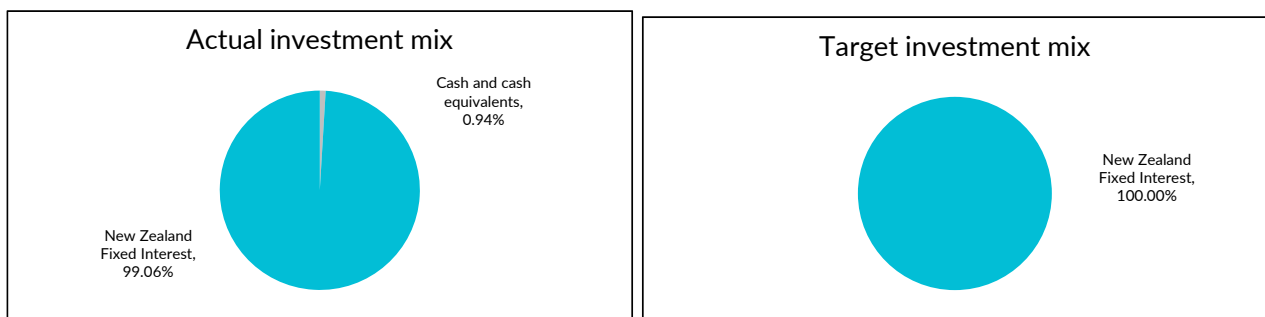 Actual investment mix
Cash and cash
equivalents,
0.94%
New Zealand
Fixed Interest,
99.06%
Target investment mix
New Zealand
Fixed Interest,
100.00%